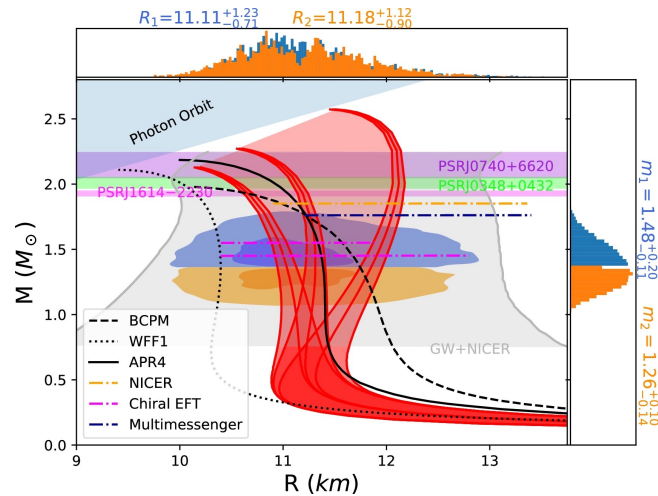 R₁=11.11⁺¹·²³₋₀.₇₁ R₂=11.18⁺¹·¹²₋₀.₉₀
Photon Orbit
PSRJ0740+6620
PSRJ0348+0432
PSRJ1614−2230
GW+NICER
BCPM
WFF1
APR4
NICER
Chiral EFT
Multimessenger
M (M⊙)
2.5
2.0
1.5
1.0
0.5
0.0
9 10 11 12 13
R (km)
m₁=1.48⁺⁰·²⁰₋₀.₁₁
m₂=1.26⁺⁰·¹⁰₋₀.₁₄